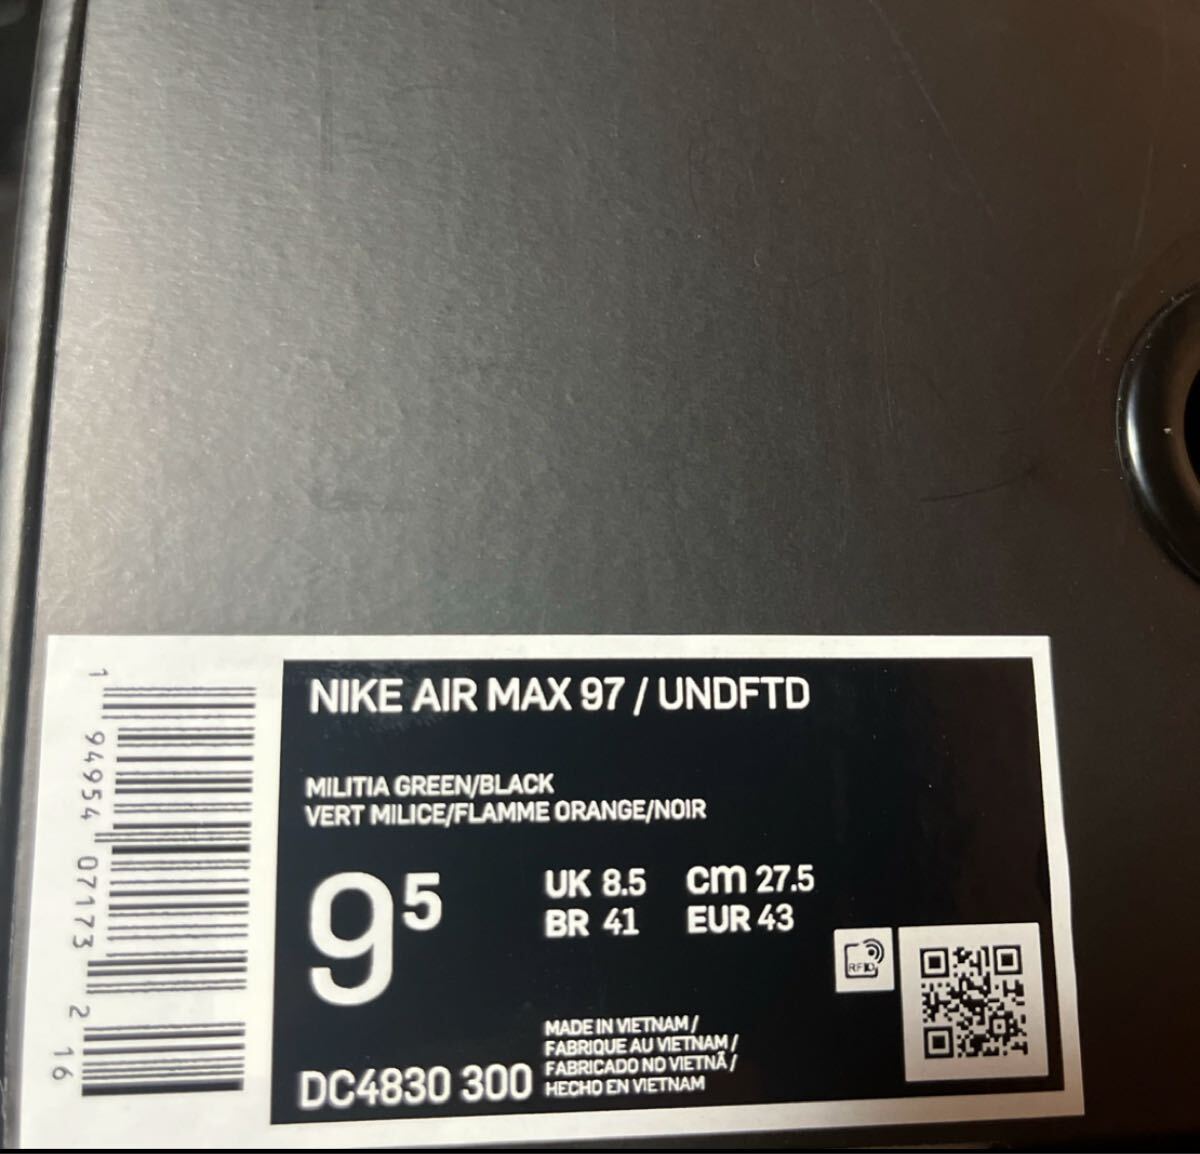 NIKE AIR MAX 97 / UNDFTD
MILITIA GREEN/BLACK
VERT MILICE/FLAMME ORANGE/NOIR
9⁵
UK 8.5 cm 27.5
BR 41 EUR 43
RFID
MADE IN VIETNAM /
FABRIQUE AU VIETNAM /
FABRICADO NO VIETNÃ /
HECHO EN VIETNAM
DC4830 300
1 94954 07173 2 16